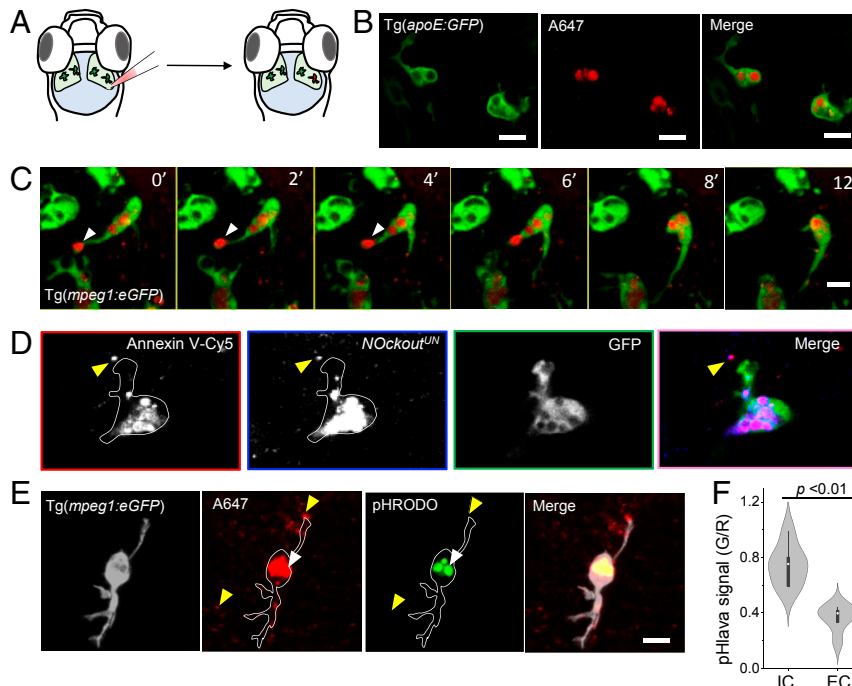 A
B
Tg(apoE:GFP)
A647
Merge
C
0’
2’
4’
6’
8’
12
Tg(mpeg1:eGFP)
D
Annexin V-Cy5
NOckoutUN
GFP
Merge
E
Tg(mpeg1:eGFP)
A647
pHRODO
Merge
F
p <0.01
1.2
0.8
0.4
0.0
pHlava signal (G/R)
IC
EC